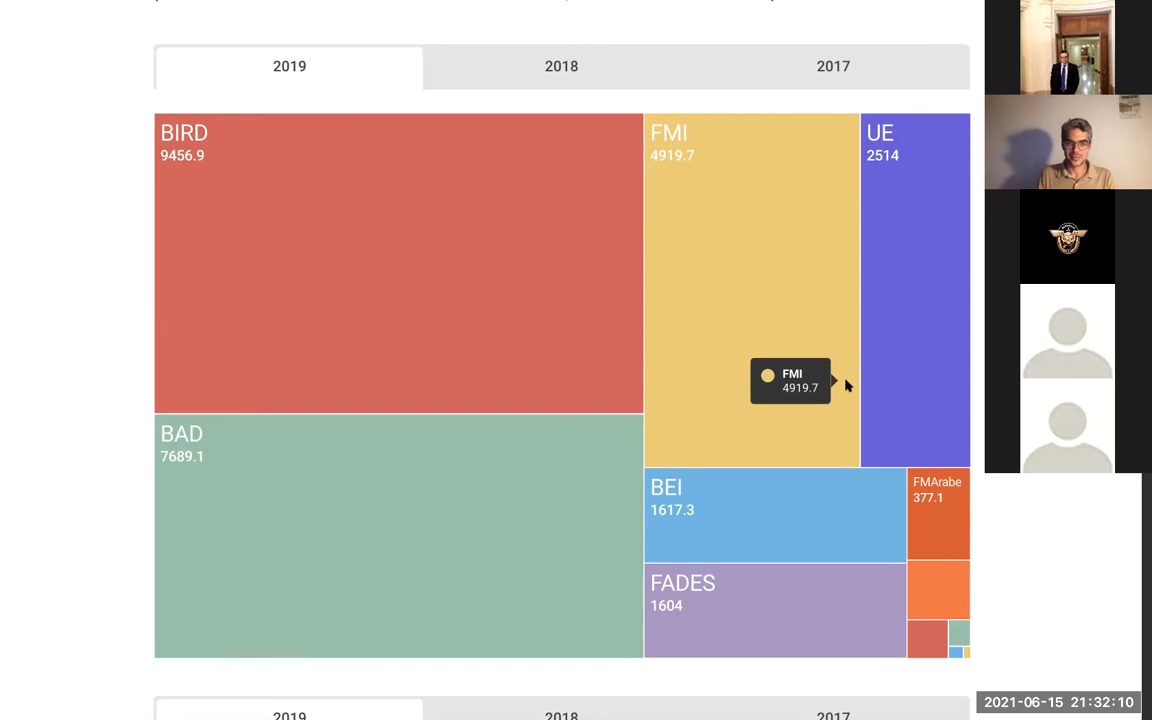 2019
2018
2017
BIRD
9456.9
FMI
4919.7
UE
2514
FMI
4919.7
BAD
7689.1
BEI
1617.3
FMArabe
377.1
FADES
1604
2019
2018
2017
2021-06-15 21:32:10